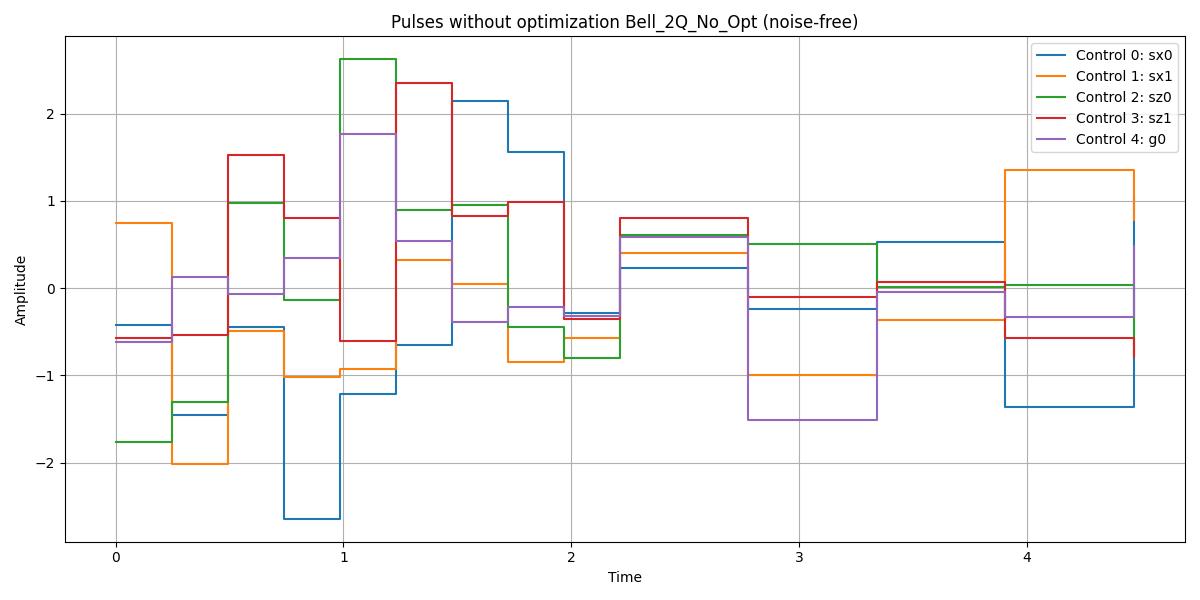 Pulses without optimization Bell_2Q_No_Opt (noise-free)
Control 0: sx0
Control 1: sx1
Control 2: sz0
Control 3: sz1
Control 4: g0
Amplitude
2
1
0
−1
−2
0 1 2 3 4
Time